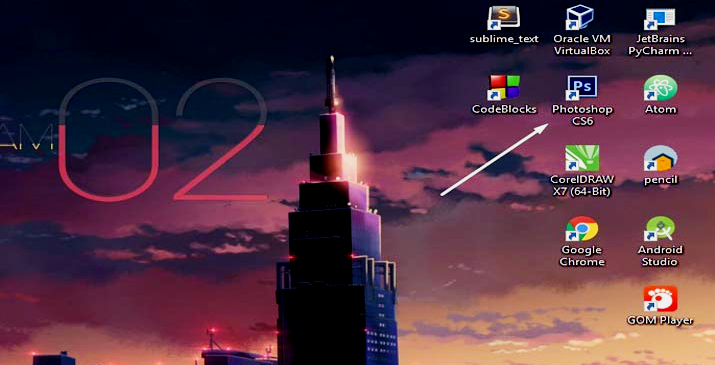 AM
02
sublime_text
Oracle VM
VirtualBox
JetBrains
PyCharm ...
CodeBlocks
Ps
Photoshop
CS6
Atom
CorelDRAW
X7 (64-Bit)
pencil
Google
Chrome
Android
Studio
GOM Player